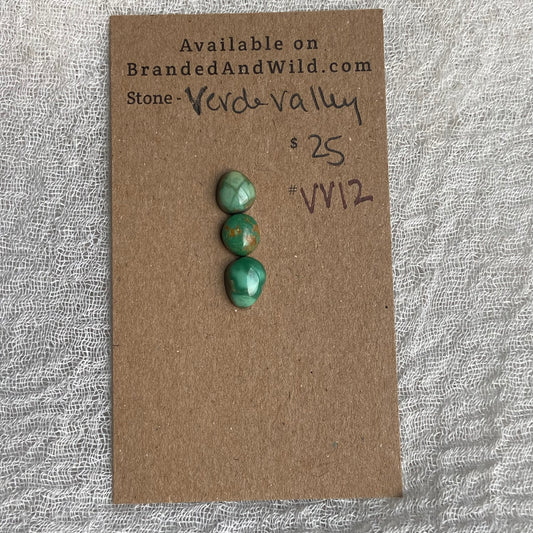 Available on
BrandedAndWild.com
Stone - Verde valley
$ 25
# VV12